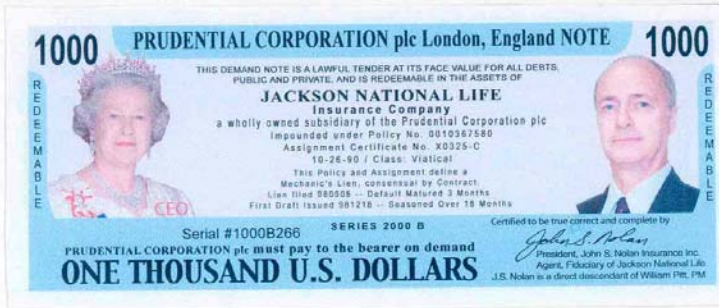 1000 PRUDENTIAL CORPORATION plc London, England NOTE 1000
THIS DEMAND NOTE IS A LAWFUL TENDER AT ITS FACE VALUE FOR ALL DEBTS,
PUBLIC AND PRIVATE, AND IS REDEEMABLE IN THE ASSETS OF
JACKSON NATIONAL LIFE
Insurance Company
a wholly owned subsidiary of the Prudential Corporation plc
Impounded under Policy No. 0010367580
Assignment Certificate No. X0325-C
10-26-90 / Class: Viatical
This Policy and Assignment define a
Mechanic's Lien, consensual by Contract.
Lien filed 980906 -- Default Matured 3 Months
First Draft Issued 981218 -- Seasoned Over 18 Months
REDEEMABLE
REDEEMABLE
CEO
Serial #1000B266
SERIES 2000 B
PRUDENTIAL CORPORATION plc must pay to the bearer on demand
ONE THOUSAND U.S. DOLLARS
Certified to be true correct and complete by
John S. Nolan
President, John S. Nolan Insurance Inc.
Agent, Fiduciary of Jackson National Life
J.S. Nolan is a direct descendant of William Pitt, PM